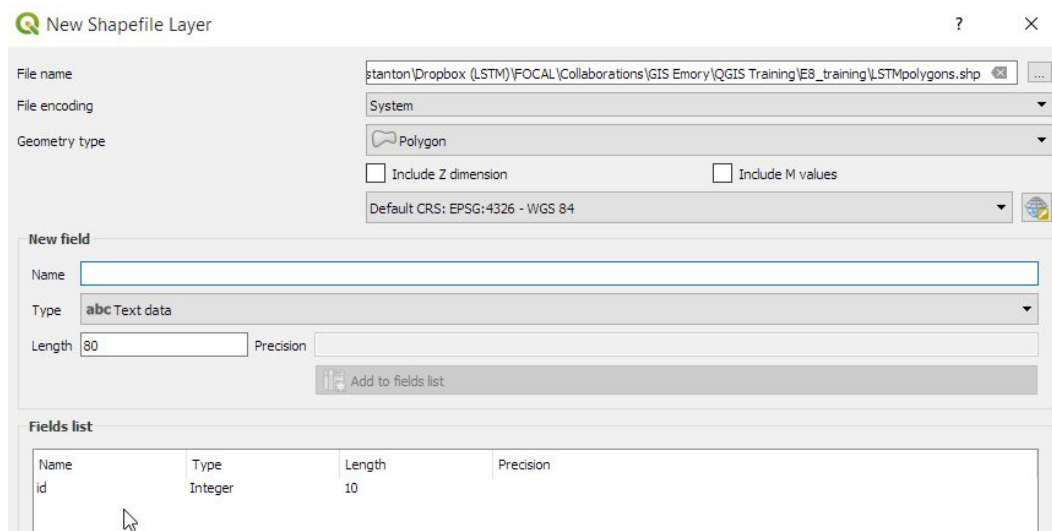 New Shapefile Layer ? ×
File name stanton\Dropbox (LSTM)\FOCAL\Collaborations\GIS Emory\QGIS Training\E8_training\LSTMpolygons.shp ...
File encoding System
Geometry type Polygon
Include Z dimension Include M values
Default CRS: EPSG:4326 - WGS 84
New field
Name
Type abc Text data
Length 80 Precision
Add to fields list
Fields list
Name Type Length Precision
id Integer 10